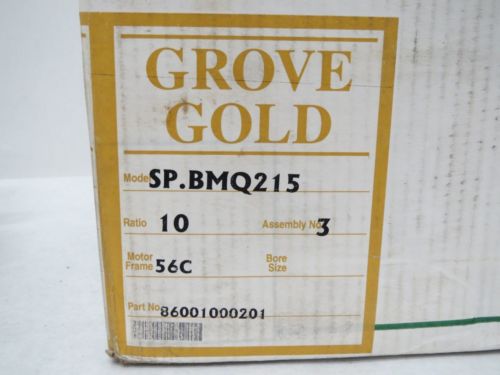 GROVE
GOLD
Model SP.BMQ215
Ratio 10 Assembly No. 3
Motor Frame 56C Bore Size
Part No. 86001000201